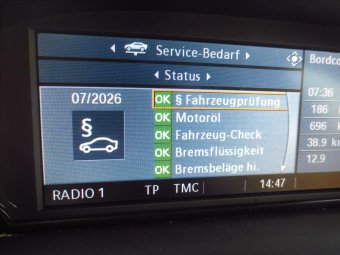 Service-Bedarf
Status
07/2026
OK § Fahrzeugprüfung
OK Motoröl
OK Fahrzeug-Check
OK Bremsflüssigkeit
OK Bremsbeläge hi.
§
Bordco
07:36
186 k
696 km
38.9 k
12.9
RADIO 1 TP TMC 14:47